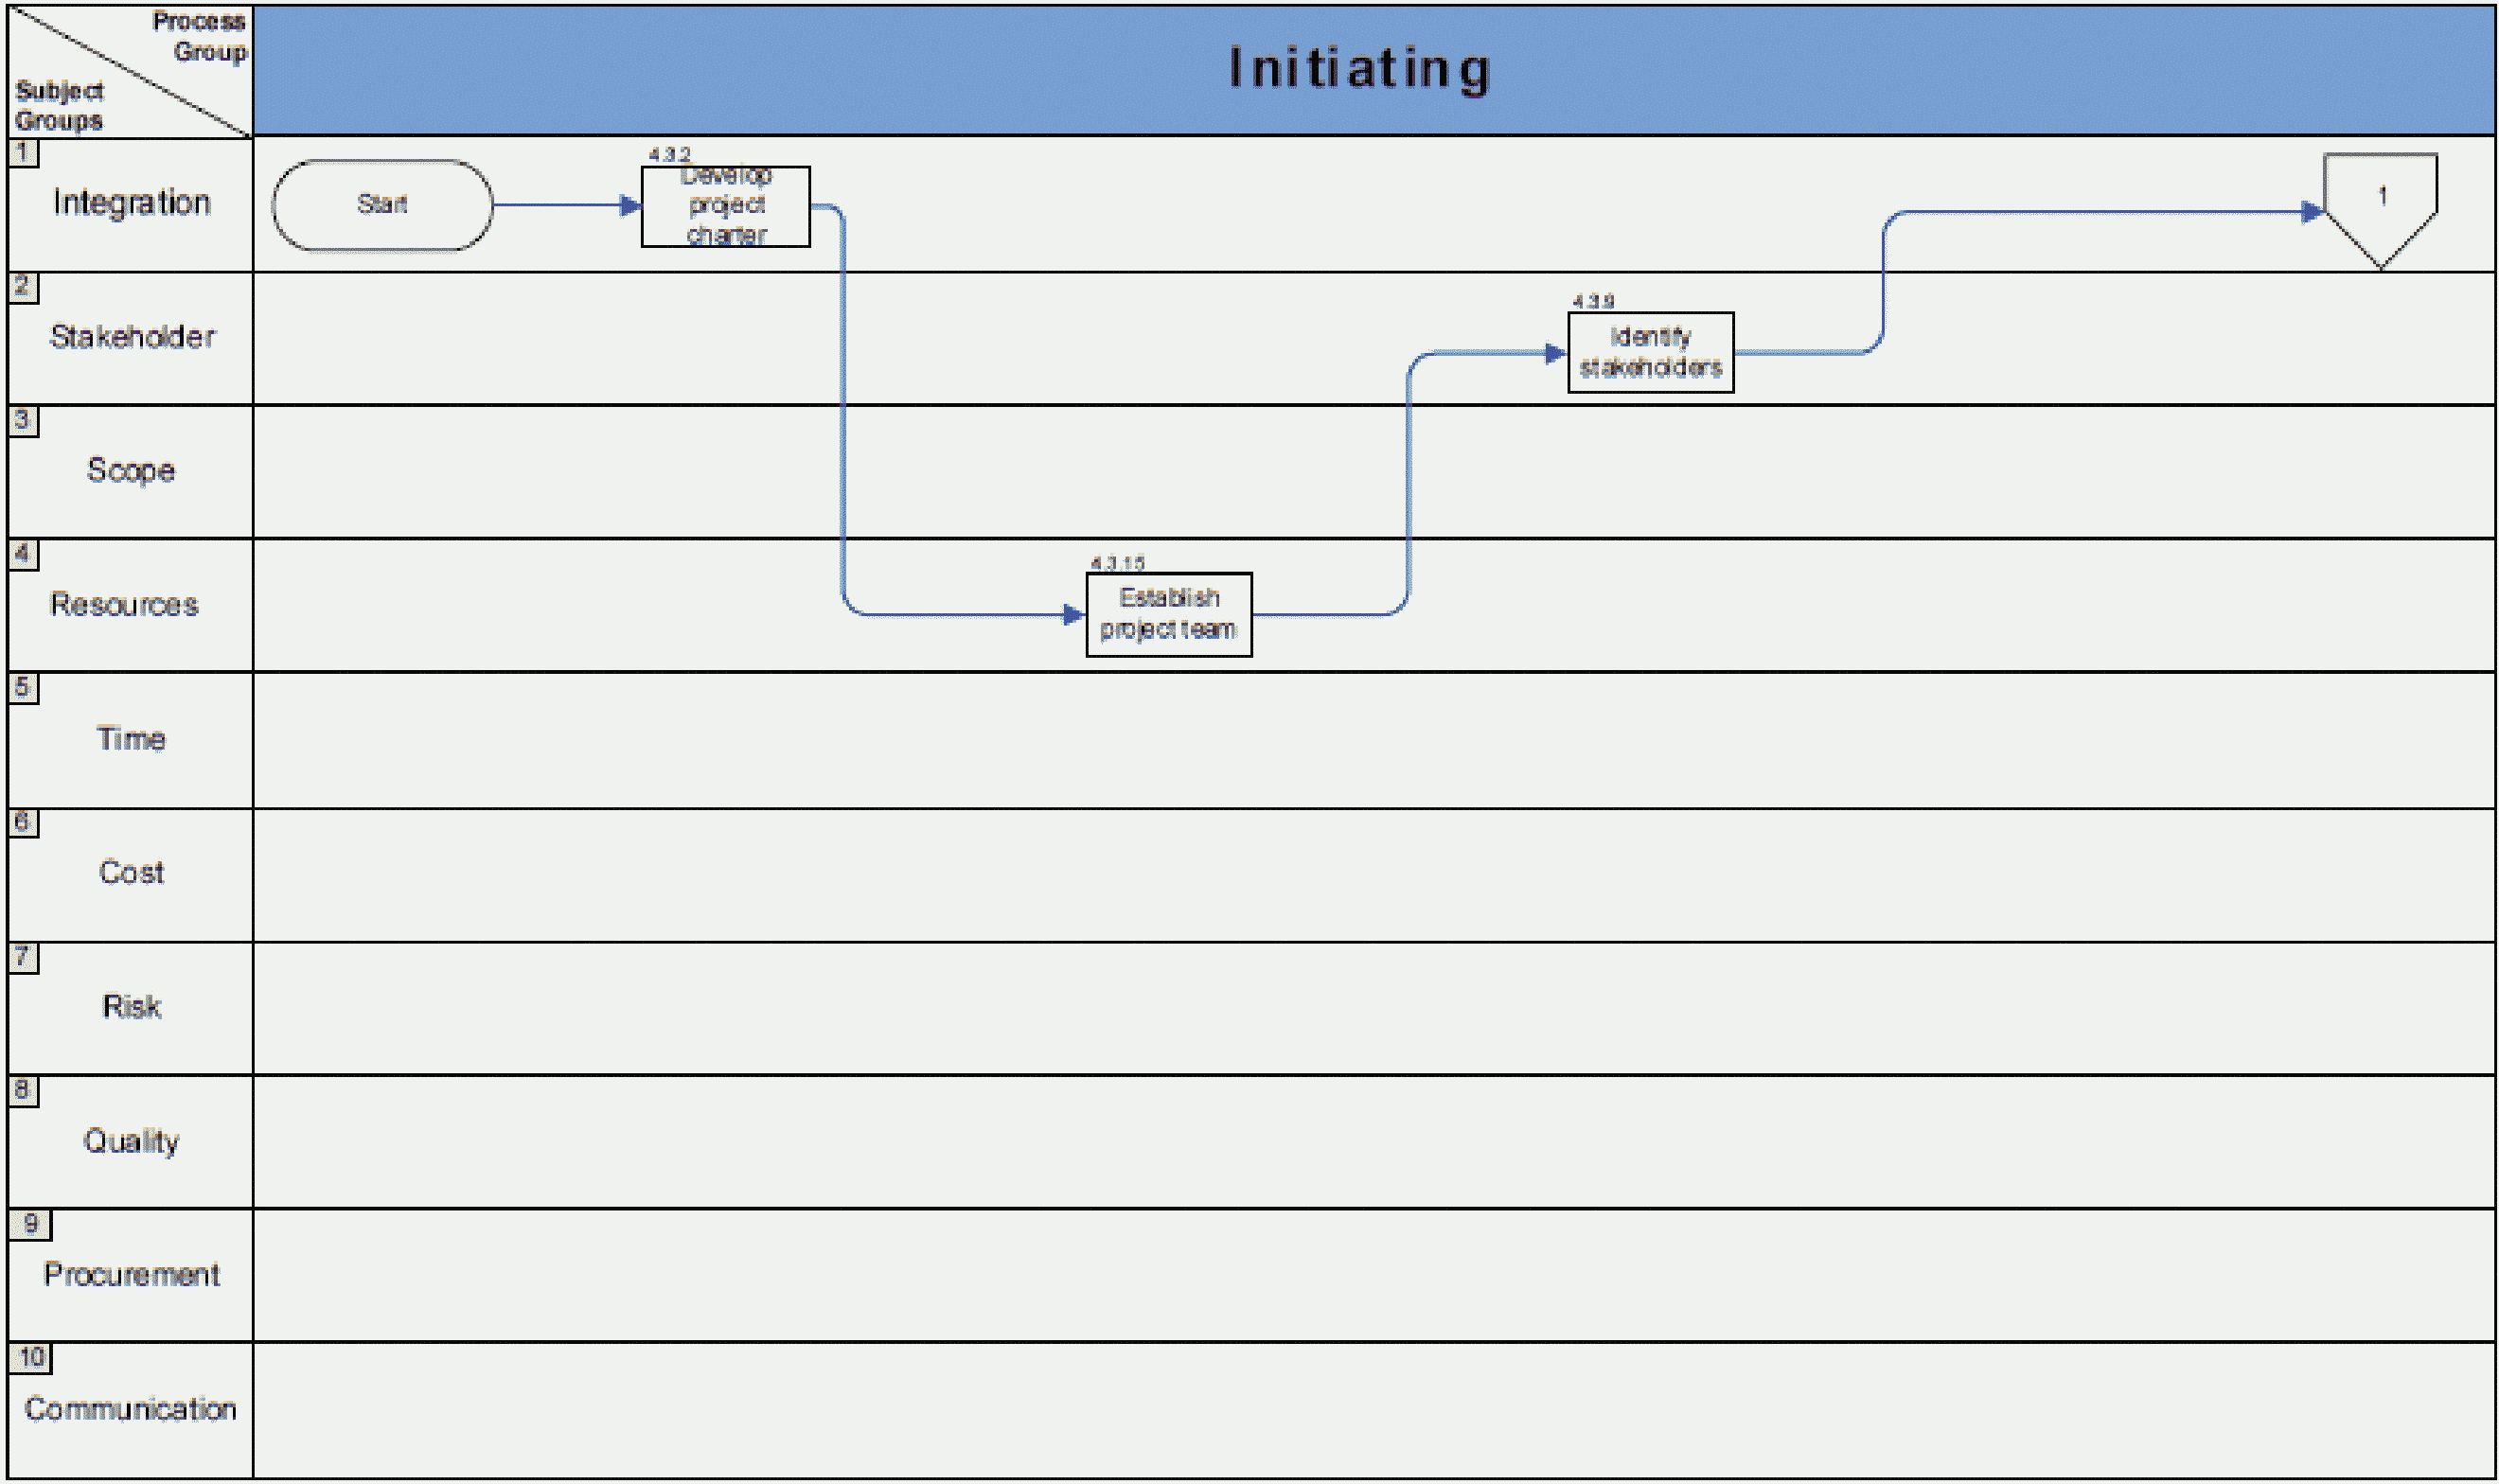 Process
Group
Subject
Groups
Initiating
1
Integration
Start
4.3.2
Develop
project
charter
1
2
Stakeholder
4.3.9
Identify
stakeholders
3
Scope
4
Resources
4.3.15
Establish
project team
5
Time
6
Cost
7
Risk
8
Quality
9
Procurement
10
Communication